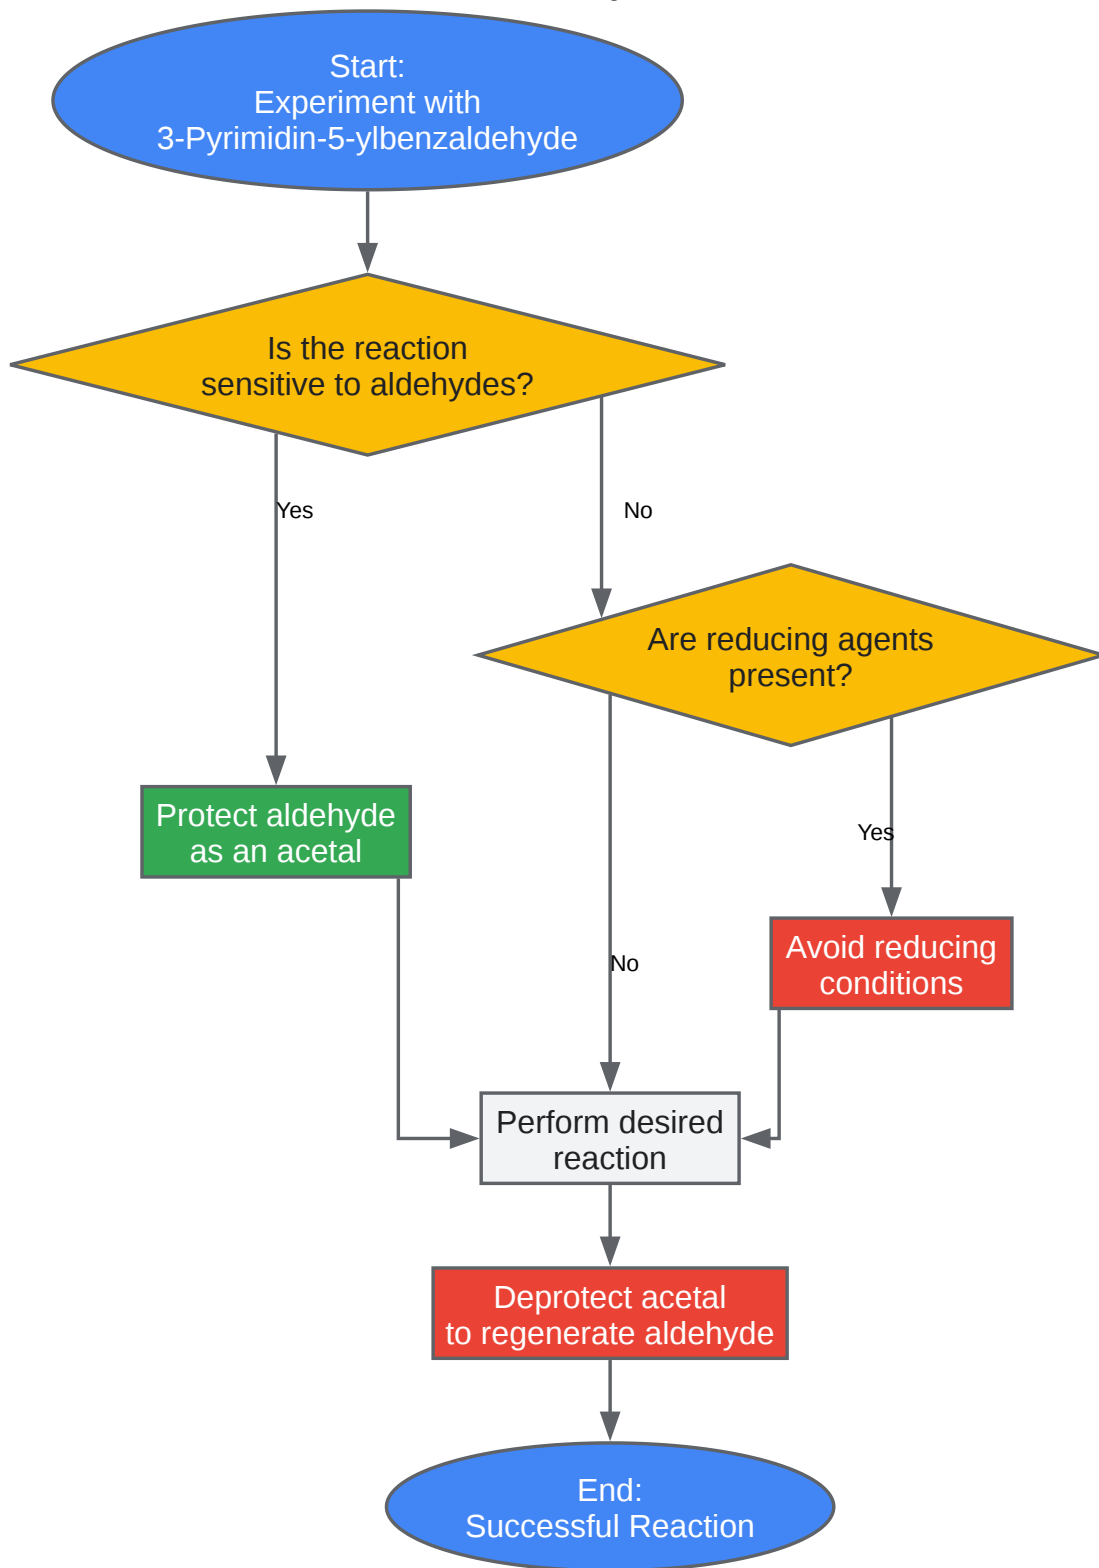 Start:
Experiment with
3-Pyrimidin-5-ylbenzaldehyde
Is the reaction
sensitive to aldehydes?
Yes
No
Are reducing agents
present?
Protect aldehyde
as an acetal
Yes
Avoid reducing
conditions
No
Perform desired
reaction
Deprotect acetal
to regenerate aldehyde
End:
Successful Reaction